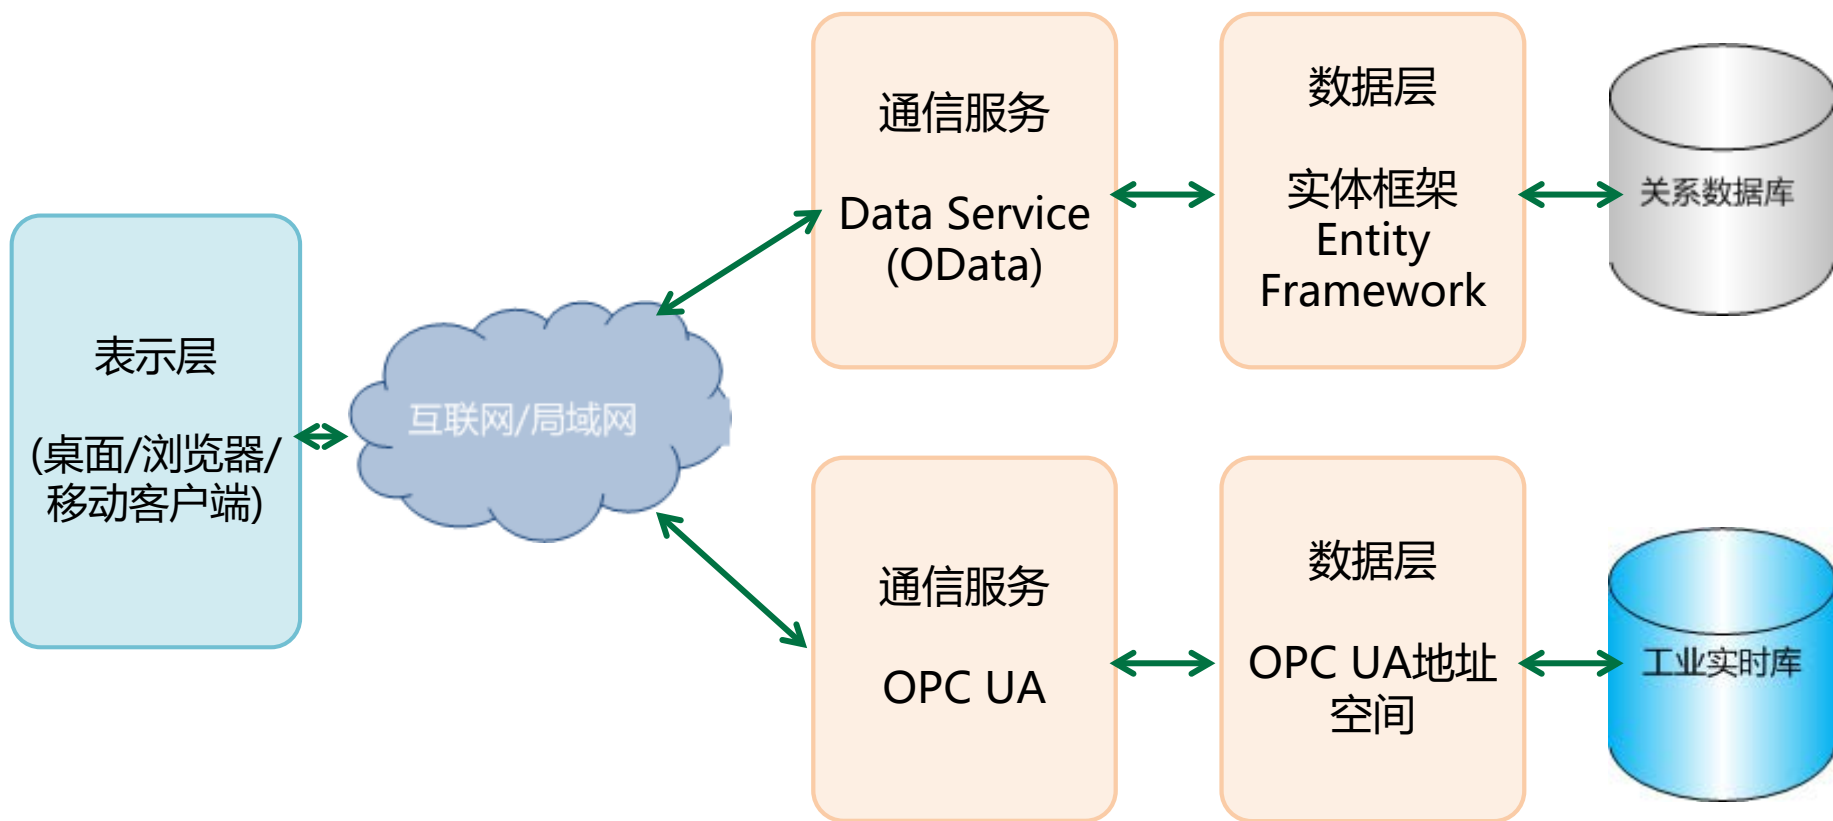 表示层
(桌面/浏览器/
移动客户端)
互联网/局域网
通信服务
Data Service
(OData)
数据层
实体框架
Entity
Framework
关系数据库
通信服务
OPC UA
数据层
OPC UA地址
空间
工业实时库